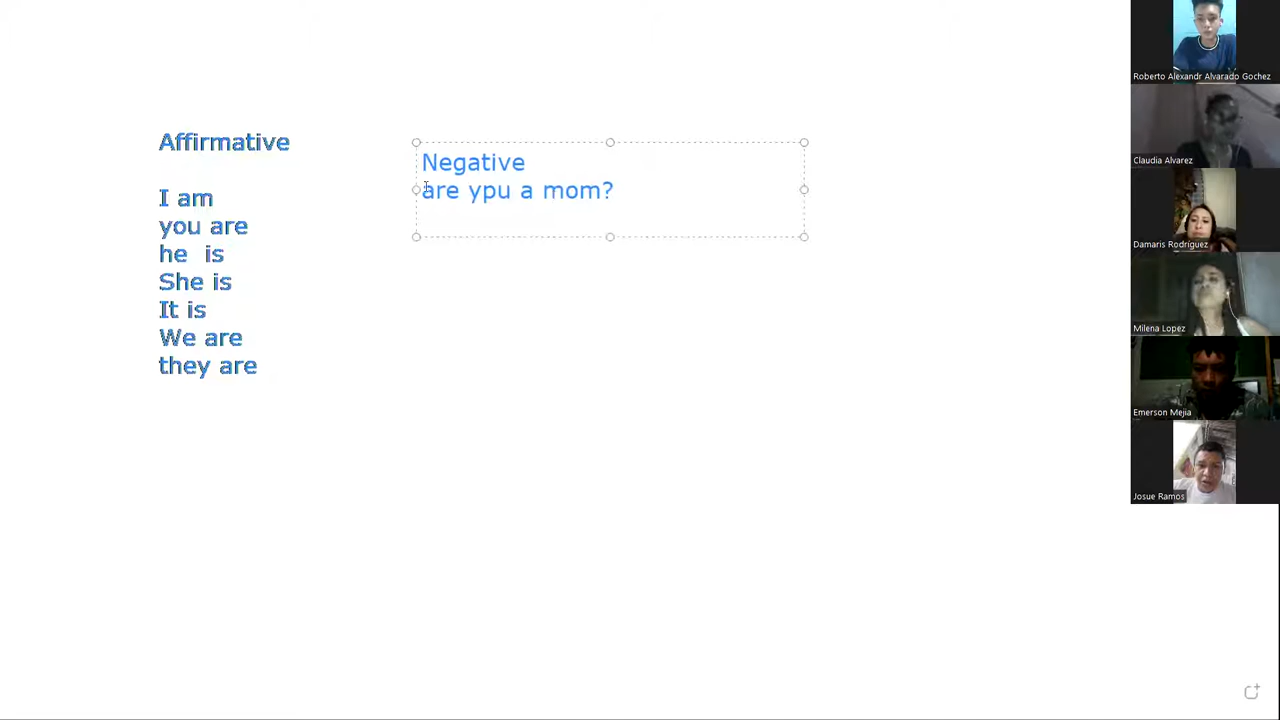 Affirmative
I am
you are
he  is
She is
It is
We are
they are
Negative
are ypu a mom?
Roberto Alexandr Alvarado Gochez
Claudia Alvarez
Damaris Rodriguez
Milena Lopez
Emerson Mejia
Josue Ramos